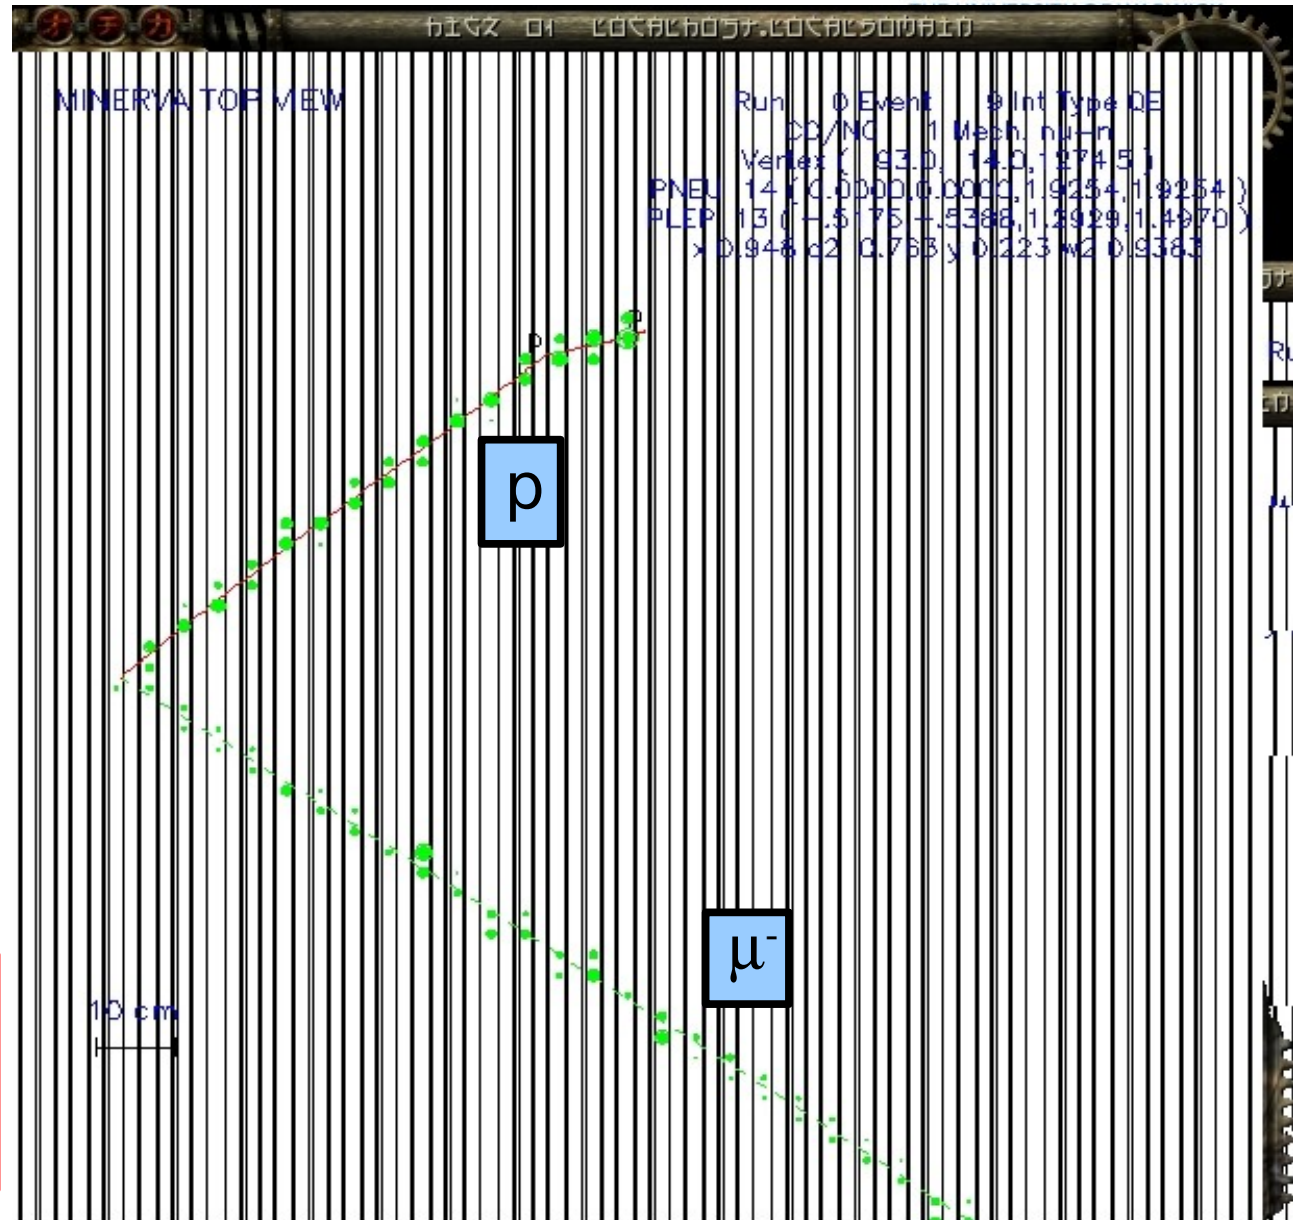 MINERVA TOP VIEW
Run 0 Event 9 Int Type QE
CC/NC 1 Mech. nu-n
Vertex ( 93.0, 14.0,1274.5 )
PNEU 14 ( 0.0000,0.0000,1.9254,1.9254 )
PLEP 13 ( -.5175,-.5388,1.2929,1.4970 )
x 0.948 q2 0.763 y 0.223 w2 0.9383
p
p
p
μ-
10 cm